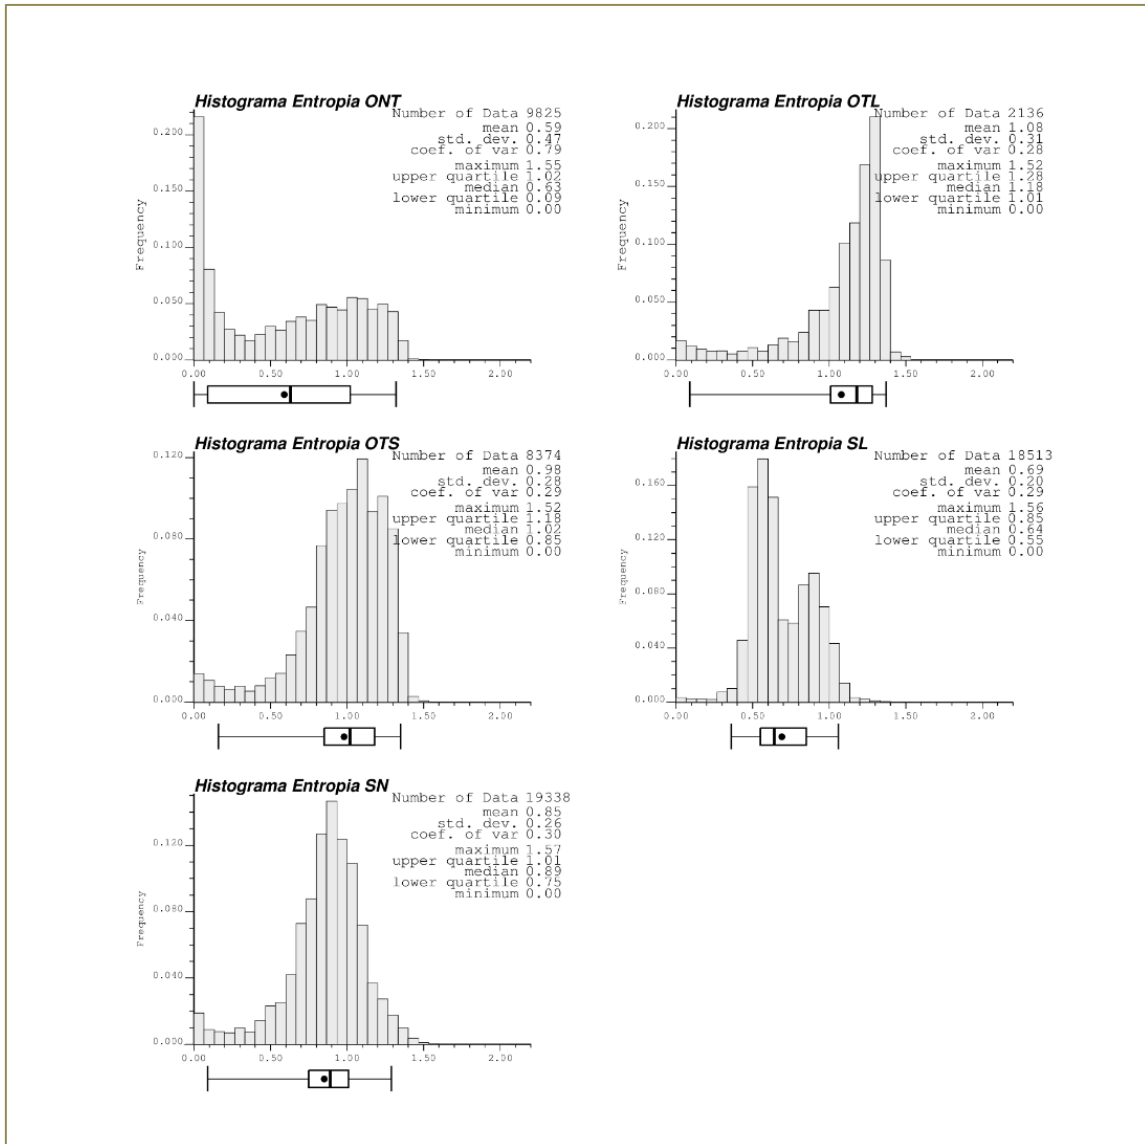 Histograma Entropia ONT
Number of Data 9825
mean 0.59
std. dev. 0.47
coef. of var 0.79
maximum 1.55
upper quartile 1.02
median 0.63
lower quartile 0.09
minimum 0.00
Frequency
0.200
0.150
0.100
0.050
0.000
0.00 0.50 1.00 1.50 2.00
Histograma Entropia OTL
Number of Data 2136
mean 1.08
std. dev. 0.31
coef. of var 0.28
maximum 1.52
upper quartile 1.28
median 1.18
lower quartile 1.01
minimum 0.00
Frequency
0.200
0.150
0.100
0.050
0.000
0.00 0.50 1.00 1.50 2.00
Histograma Entropia OTS
Number of Data 8374
mean 0.98
std. dev. 0.28
coef. of var 0.29
maximum 1.52
upper quartile 1.18
median 1.02
lower quartile 0.85
minimum 0.00
Frequency
0.120
0.080
0.040
0.000
0.00 0.50 1.00 1.50 2.00
Histograma Entropia SL
Number of Data 18513
mean 0.69
std. dev. 0.20
coef. of var 0.29
maximum 1.56
upper quartile 0.85
median 0.64
lower quartile 0.55
minimum 0.00
Frequency
0.160
0.120
0.080
0.040
0.000
0.00 0.50 1.00 1.50 2.00
Histograma Entropia SN
Number of Data 19338
mean 0.85
std. dev. 0.26
coef. of var 0.30
maximum 1.57
upper quartile 1.01
median 0.89
lower quartile 0.75
minimum 0.00
Frequency
0.120
0.080
0.040
0.000
0.00 0.50 1.00 1.50 2.00